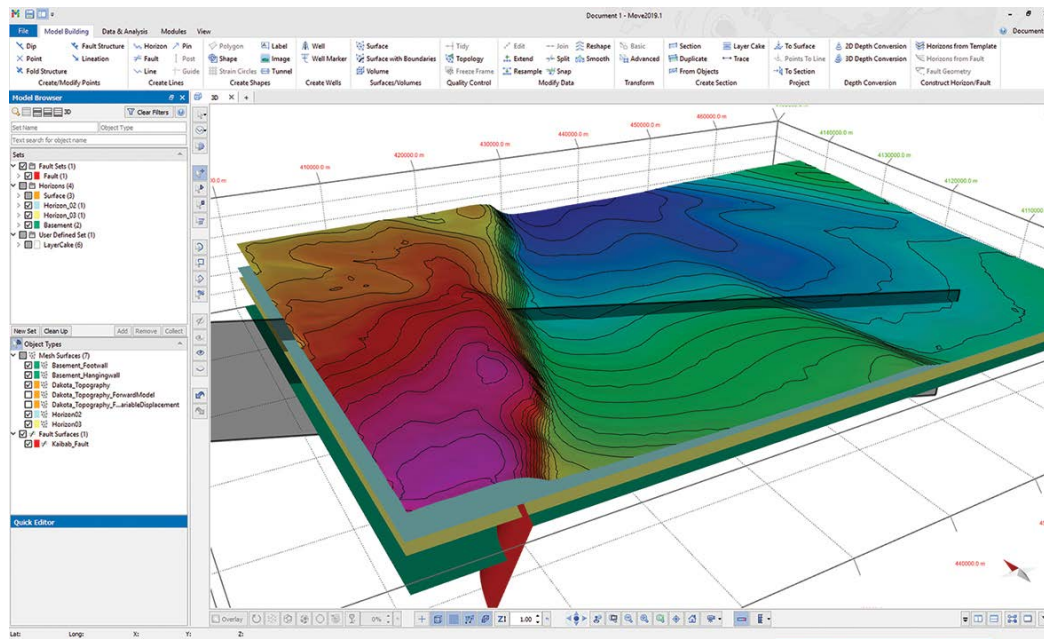 Document 1 - Move2019.1
File Model Building Data & Analysis Modules View Document
Dip Fault Structure Horizon Pin Polygon Label Well Surface Tidy Edit Join Reshape Basic Section Layer Cake To Surface 2D Depth Conversion Horizons from Template
Point Lineation Fault Post Shape Image Well Marker Surface with Boundaries Topology Extend Split Smooth Advanced Duplicate Trace Points To Line 3D Depth Conversion Horizons from Fault
Fold Structure Line Guide Strain Circles Tunnel Volume Freeze Frame Resample Snap From Objects To Section Fault Geometry
Create/Modify Points Create Lines Create Shapes Create Wells Surfaces/Volumes Quality Control Modify Data Transform Create Section Project Depth Conversion Construct Horizon/Fault
Model Browser 3D
3D Clear Filters
Set Name Object Type
Text search for object name
Sets
Fault Sets (1)
Fault (1)
Horizons (4)
Surface (3)
Horizon_02 (1)
Horizon_03 (1)
Basement (2)
User Defined Set (1)
LayerCake (6)
New Set Clean Up Add Remove Collect
Object Types
Mesh Surfaces (7)
Basement_Footwall
Basement_Hangingwall
Dakota_Topography
Dakota_Topography_ForwardModel
Dakota_Topography_F...ariableDisplacement
Horizon02
Horizon03
Fault Surfaces (1)
Kaibab_Fault
Quick Editor
410000.0 m
420000.0 m
430000.0 m
440000.0 m
450000.0 m
460000.0 m
4140000.0 m
4130000.0 m
4120000.0 m
440000.0 m
Overlay 0% Z1 1.00
Lat: Long: X: Y: Z: